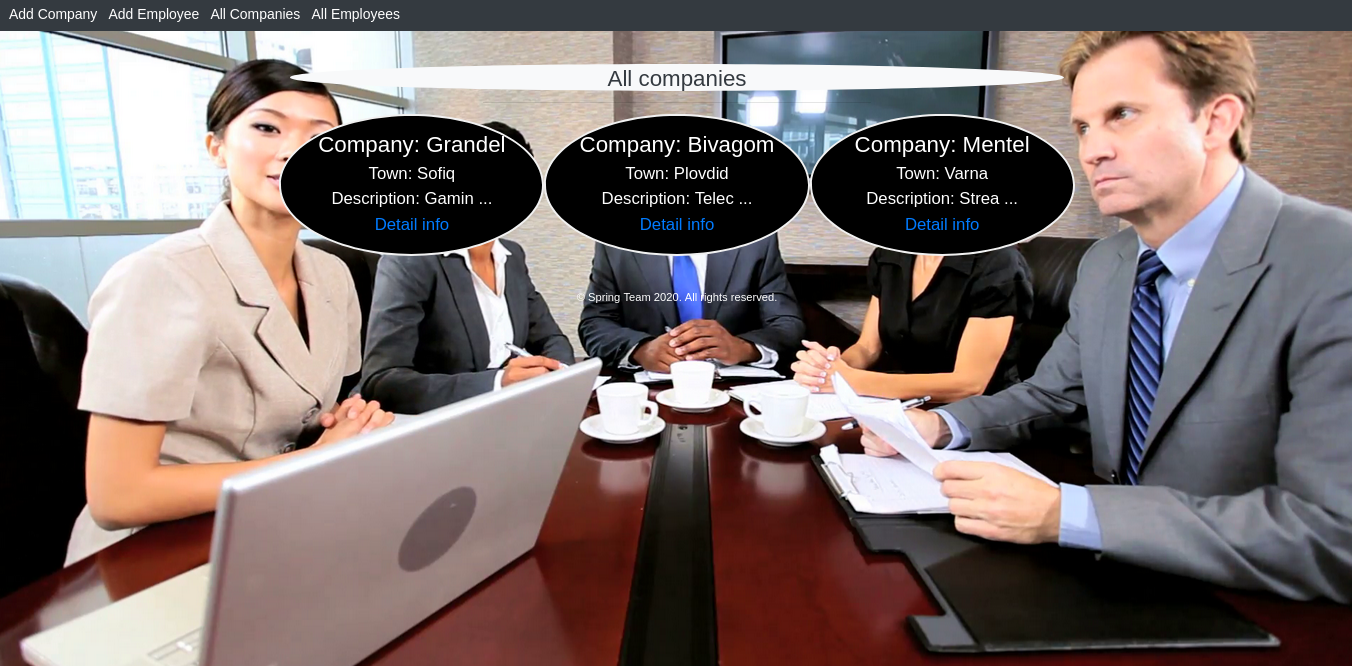 Add Company Add Employee All Companies All Employees
All companies
Company: Grandel
Town: Sofiq
Description: Gamin ...
Detail info
Company: Bivagom
Town: Plovdid
Description: Telec ...
Detail info
Company: Mentel
Town: Varna
Description: Strea ...
Detail info
© Spring Team 2020. All rights reserved.